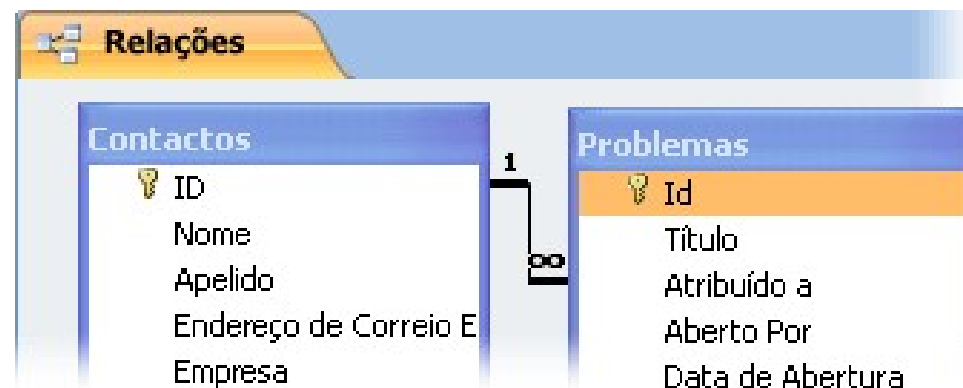 Relações
Contactos
ID
Nome
Apelido
Endereço de Correio E
Empresa
1
∞
Problemas
Id
Título
Atribuído a
Aberto Por
Data de Abertura